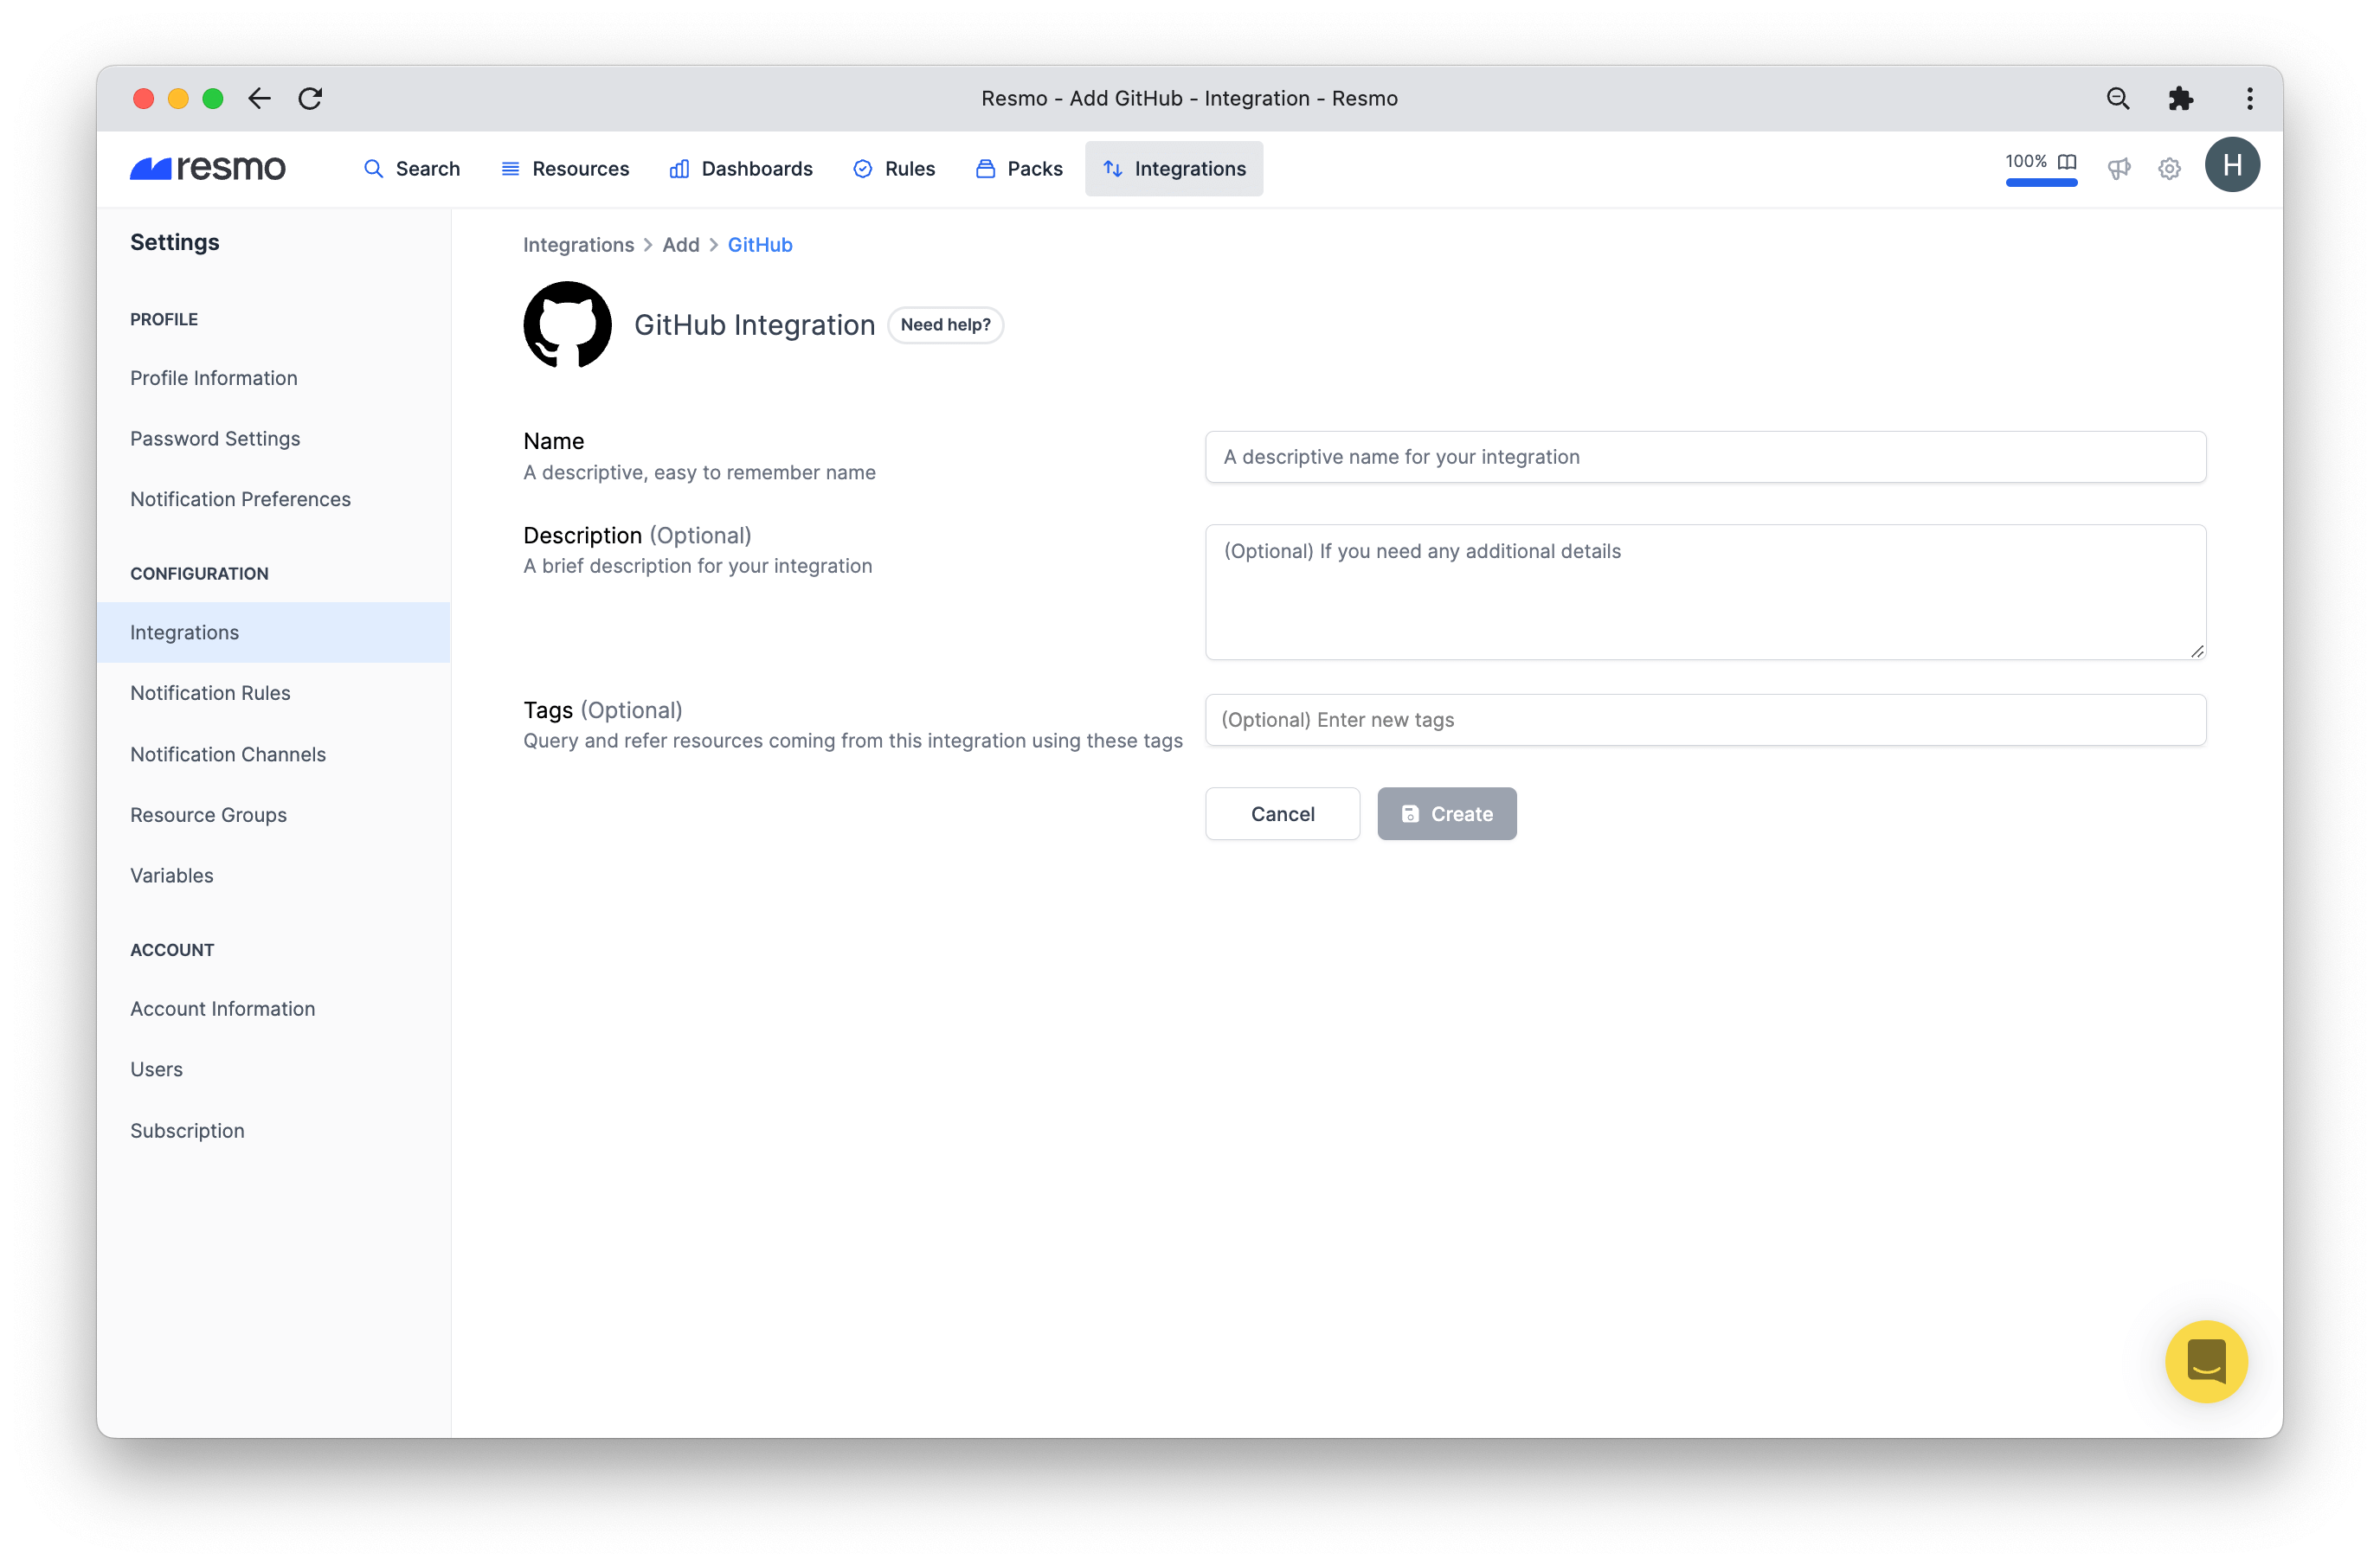 Resmo - Add GitHub - Integration - Resmo
resmo
Search
Resources
Dashboards
Rules
Packs
Integrations
100%
H
Settings
PROFILE
Profile Information
Password Settings
Notification Preferences
CONFIGURATION
Integrations
Notification Rules
Notification Channels
Resource Groups
Variables
ACCOUNT
Account Information
Users
Subscription
Integrations > Add > GitHub
GitHub Integration
Need help?
Name
A descriptive, easy to remember name
A descriptive name for your integration
Description (Optional)
A brief description for your integration
(Optional) If you need any additional details
Tags (Optional)
Query and refer resources coming from this integration using these tags
(Optional) Enter new tags
Cancel
Create